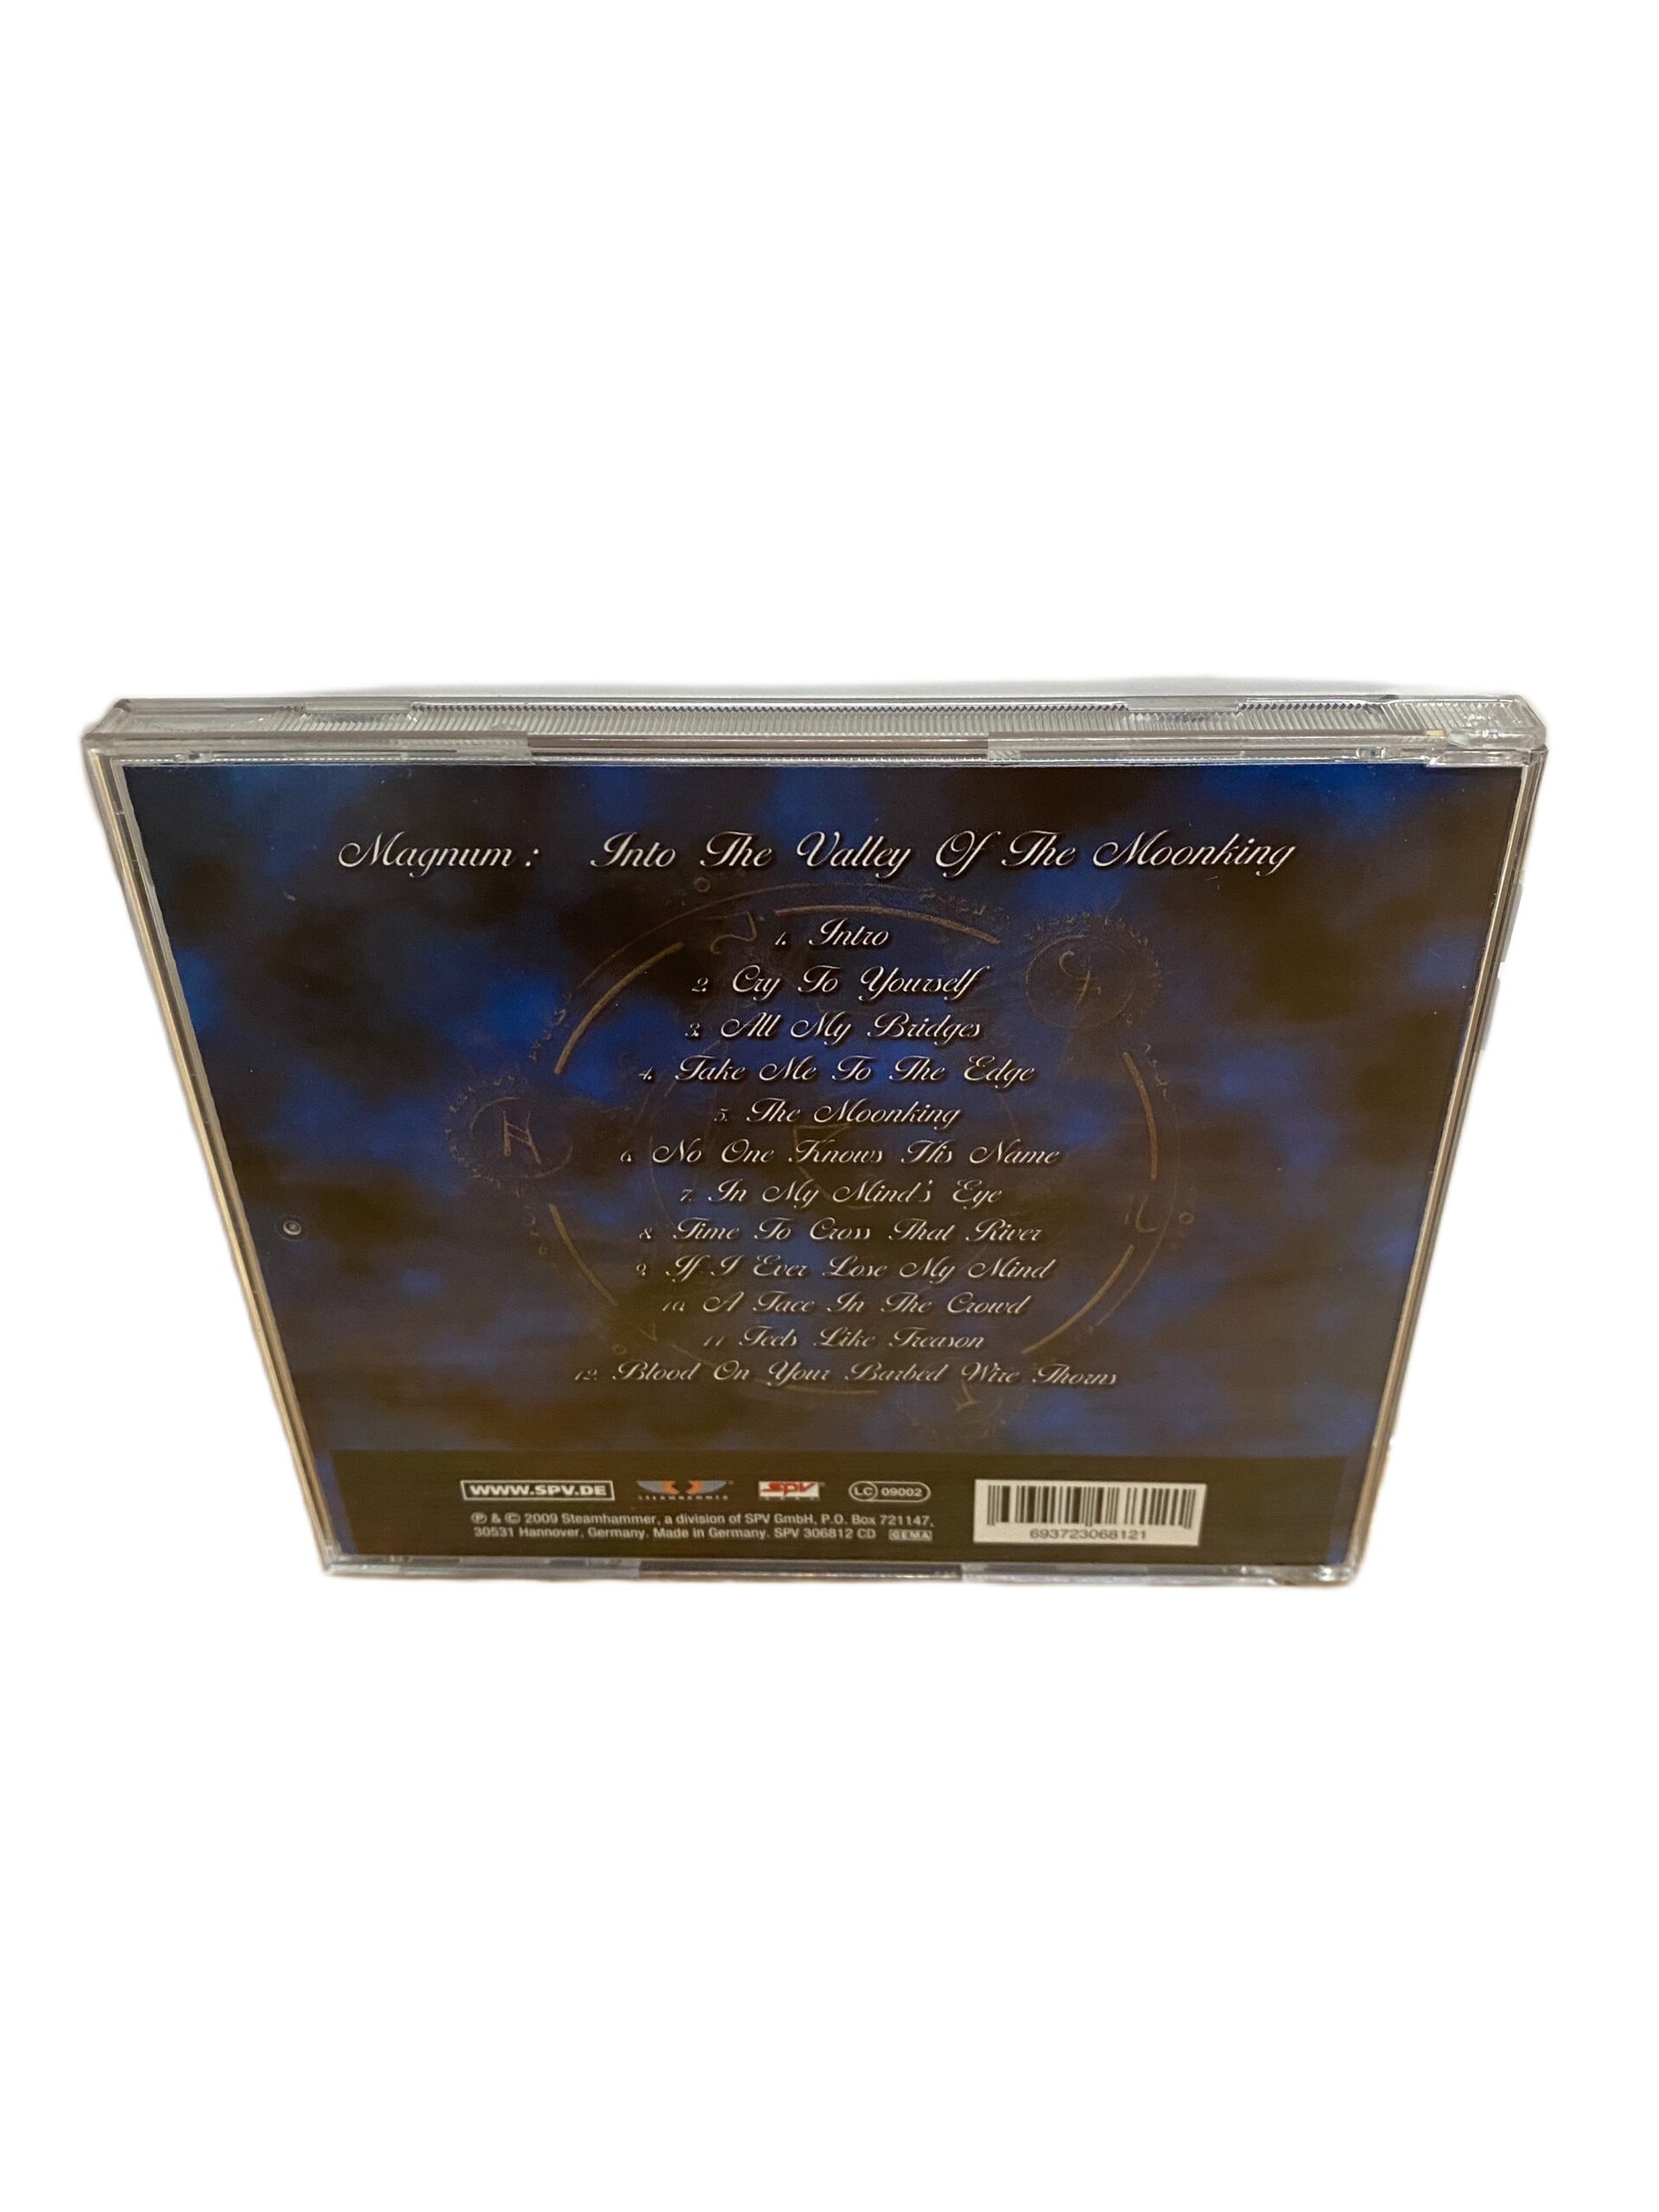 Magnum : Into The Valley Of The Moonking
1. Intro
2. Cry To Yourself
3. All My Bridges
4. Take Me To The Edge
5. The Moonking
6. No One Knows His Name
7. In My Mind's Eye
8. Time To Cross That River
9. If I Ever Lose My Mind
10. A Face In The Crowd
11 Feels Like Treason
12. Blood On Your Barbed Wire Thorns
WWW.SPV.DE STEAMHAMMER spv LC 09002
℗ & © 2009 Steamhammer, a division of SPV GmbH, P.O. Box 721147,
30531 Hannover, Germany. Made in Germany. SPV 306812 CD GEMA
693723068121